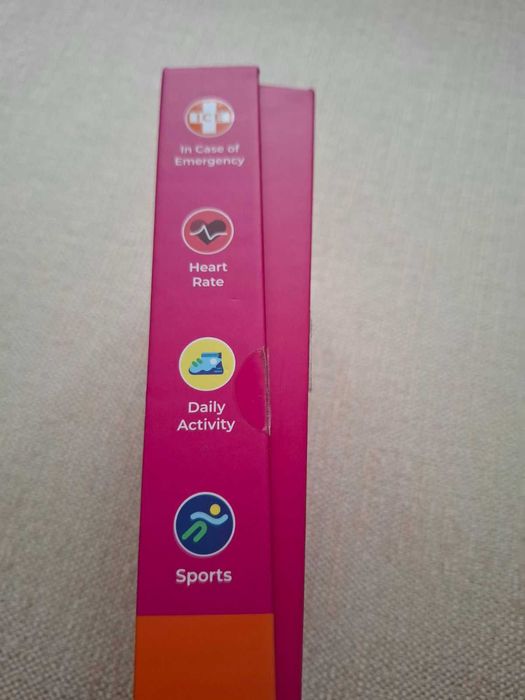 ICE
In Case of
Emergency
Heart
Rate
Daily
Activity
Sports